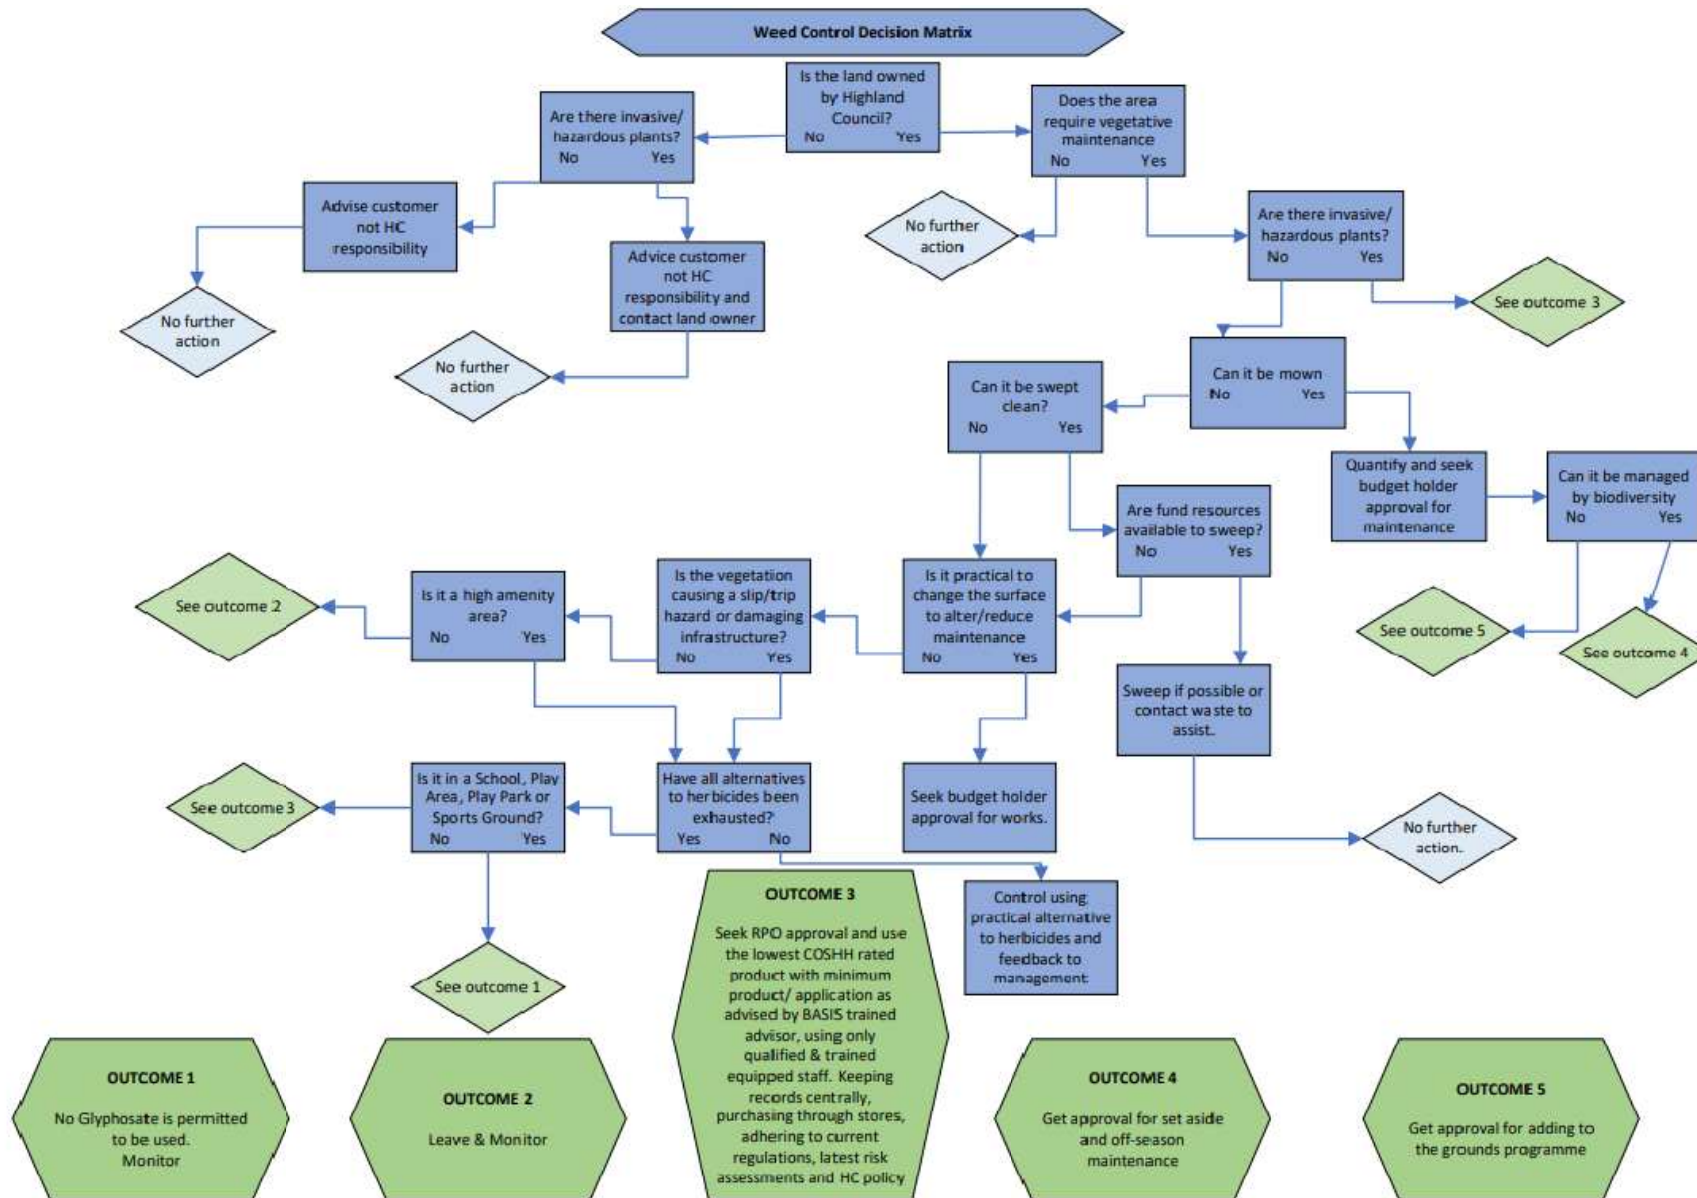 Weed Control Decision Matriix
Is the land owned
by Highland
Council?
No Yes
Are there invasive/
hazardous plants?
No Yes
Does the area
require vegetative
maintenance
No Yes
Advise customer
not HC
responsibility
No further
action
Advice customer
not HC
responsibility and
contact land owner
No further
action
No further
action
Are there invasive/
hazardous plants?
No Yes
See outcome 3
Can it be mown
No Yes
Can it be swept
clean?
No Yes
Quantify and seek
budget holder
approval for
maintenance
Can it be managed
by biodiversity
No Yes
Are fund resources
available to sweep?
No Yes
See outcome 2
Is it a high amenity
area?
No Yes
Is the vegetation
causing a slip/trip
hazard or damaging
infrastructure?
No Yes
Is it practical to
change the surface
to alter/reduce
maintenance
No Yes
See outcome 5
See outcome 4
Sweep if possible or
contact waste to
assist.
See outcome 3
Is it in a School, Play
Area, Play Park or
Sports Ground?
No Yes
Have all alternatives
to herbicides been
exhausted?
Yes No
Seek budget holder
approval for works.
No further
action.
Control using
practical alternative
to herbicides and
feedback to
management.
See outcome 1
OUTCOME 1
No Glyphosate is permitted
to be used.
Monitor
OUTCOME 2
Leave & Monitor
OUTCOME 3
Seek RPO approval and use
the lowest COSHH rated
product with minimum
product/ application as
advised by BASIS trained
advisor, using only
qualified & trained
equipped staff. Keeping
records centrally,
purchasing through stores,
adhering to current
regulations, latest risk
assessments and HC policy
OUTCOME 4
Get approval for set aside
and off-season
maintenance
OUTCOME 5
Get approval for adding to
the grounds programme